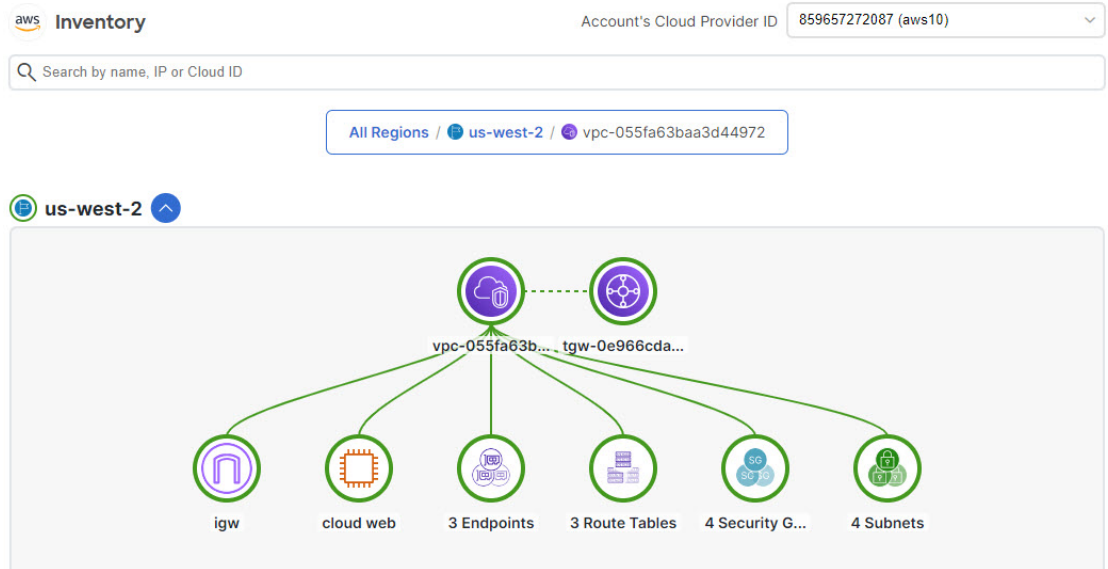 aws Inventory
Account's Cloud Provider ID 859657272087 (aws10)
Search by name, IP or Cloud ID
All Regions / us-west-2 / vpc-055fa63baa3d44972
us-west-2
vpc-055fa63b... tgw-0e966cda...
igw cloud web 3 Endpoints 3 Route Tables 4 Security G... 4 Subnets